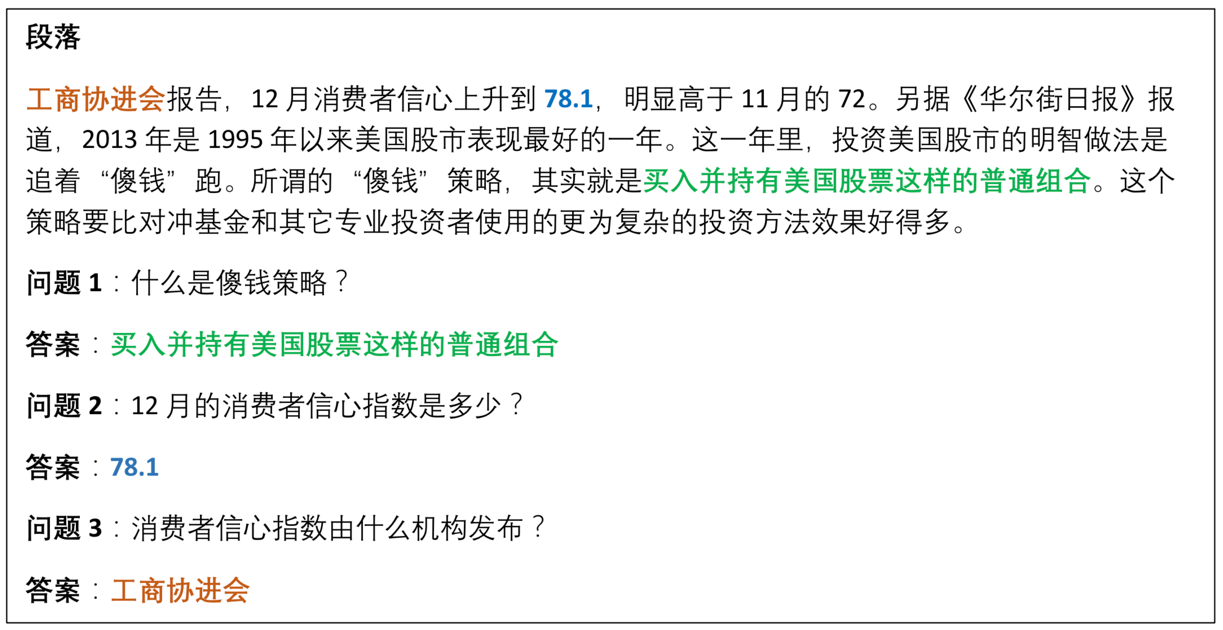 段落
工商协进会报告，12月消费者信心上升到 78.1，明显高于 11 月的 72。另据《华尔街日报》报
道，2013 年是 1995 年以来美国股市表现最好的一年。这一年里，投资美国股市的明智做法是
追着“傻钱”跑。所谓的“傻钱”策略，其实就是买入并持有美国股票这样的普通组合。这个
策略要比对冲基金和其它专业投资者使用的更为复杂的投资方法效果好得多。
问题 1：什么是傻钱策略？
答案：买入并持有美国股票这样的普通组合
问题 2：12 月的消费者信心指数是多少？
答案：78.1
问题 3：消费者信心指数由什么机构发布？
答案：工商协进会